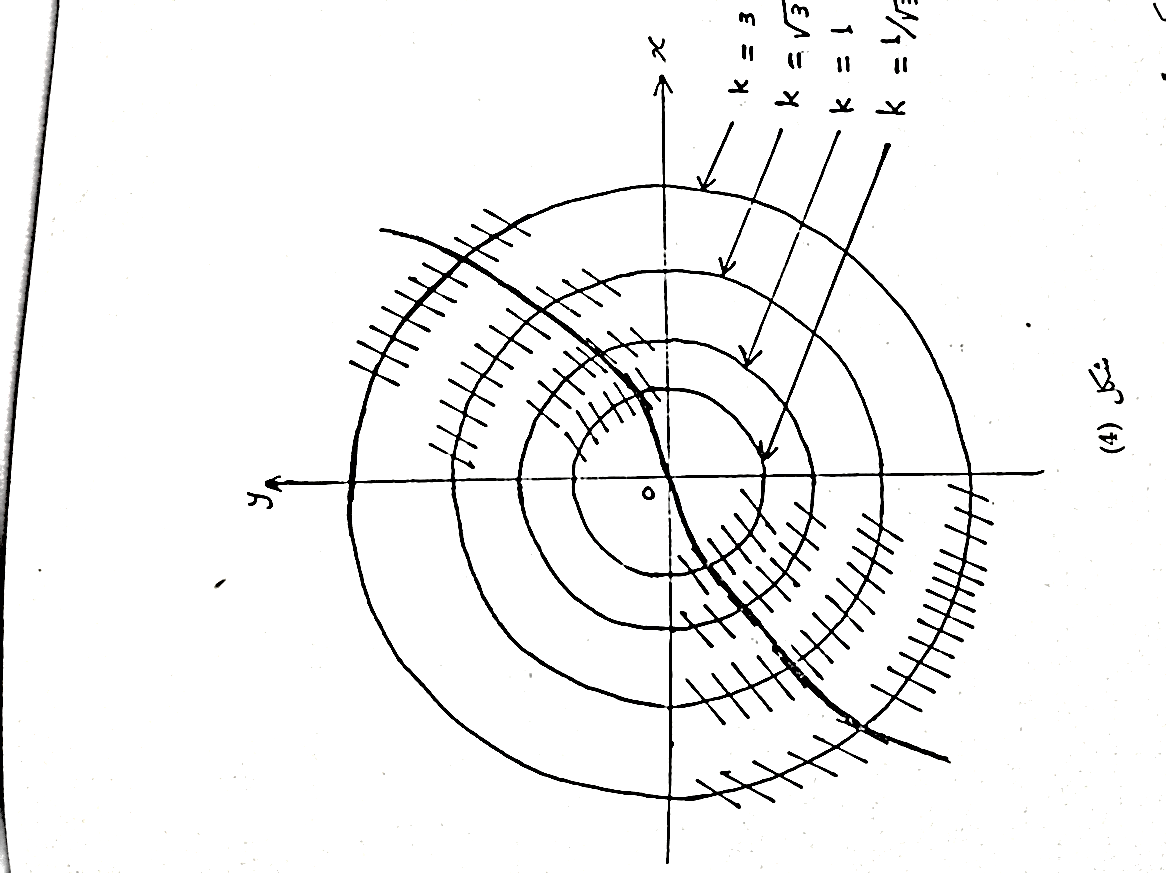 x
y
o
k = 3
k = √3
k = 1
k = 1/√3
شكل (4)